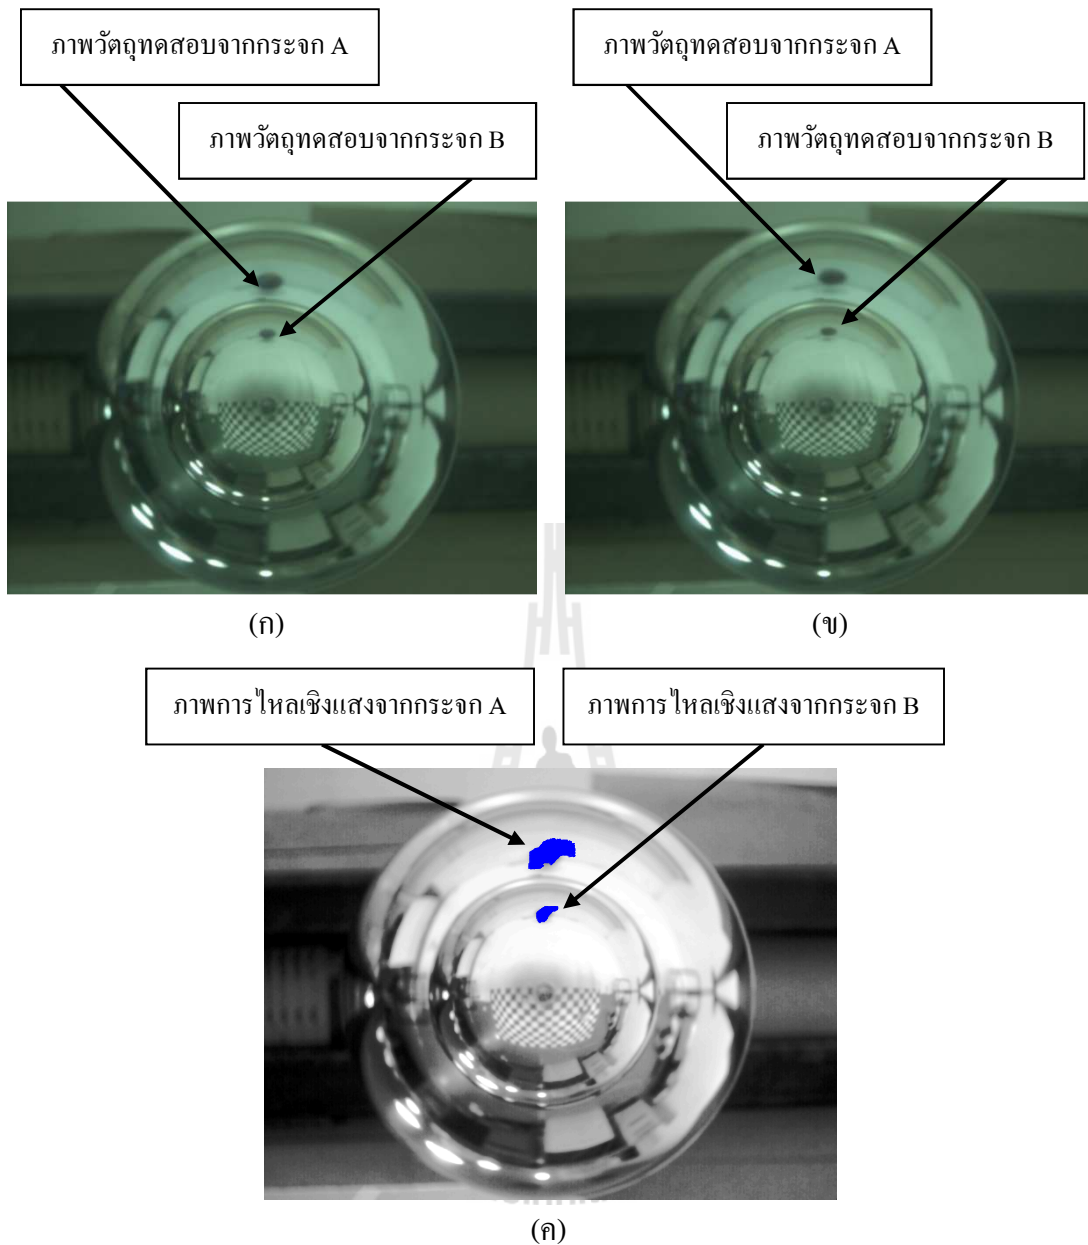 ภาพวัตถุทดสอบจากกระจก A
ภาพวัตถุทดสอบจากกระจก A
ภาพวัตถุทดสอบจากกระจก B
ภาพวัตถุทดสอบจากกระจก B
(ก)
(ข)
ภาพการไหลเชิงแสงจากกระจก A
ภาพการไหลเชิงแสงจากกระจก B
(ค)